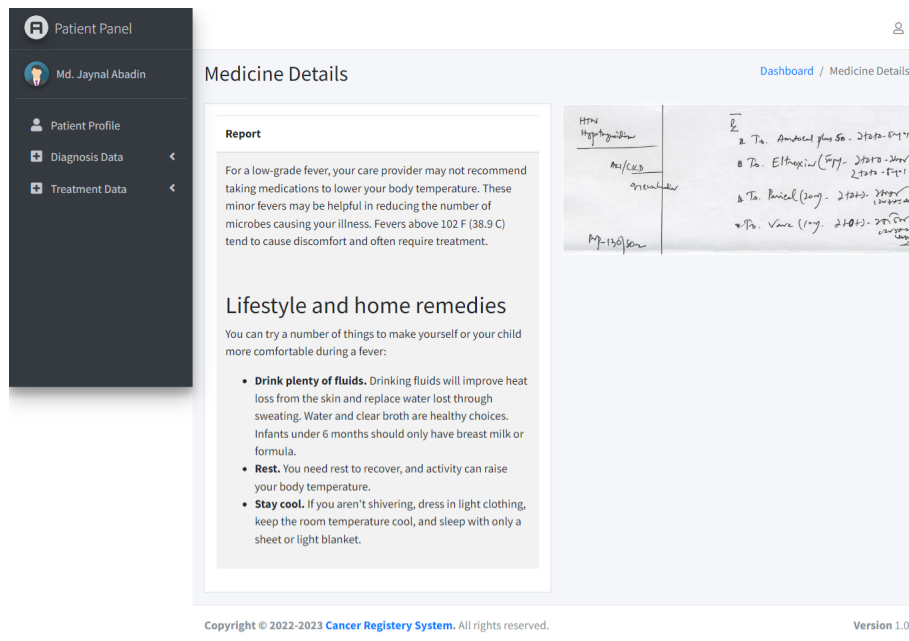 Patient Panel
Md. Jaynal Abadin
Patient Profile
Diagnosis Data
Treatment Data
Medicine Details
Dashboard / Medicine Details
Report
For a low-grade fever, your care provider may not recommend
taking medications to lower your body temperature. These
minor fevers may be helpful in reducing the number of
microbes causing your illness. Fevers above 102 F (38.9 C)
tend to cause discomfort and often require treatment.
Lifestyle and home remedies
You can try a number of things to make yourself or your child
more comfortable during a fever:
Drink plenty of fluids. Drinking fluids will improve heat
loss from the skin and replace water lost through
sweating. Water and clear broth are healthy choices.
Infants under 6 months should only have breast milk or
formula.
Rest. You need rest to recover, and activity can raise
your body temperature.
Stay cool. If you aren't shivering, dress in light clothing,
keep the room temperature cool, and sleep with only a
sheet or light blanket.
HTN
Copyright © 2022-2023 Cancer Registery System. All rights reserved.
Version 1.0